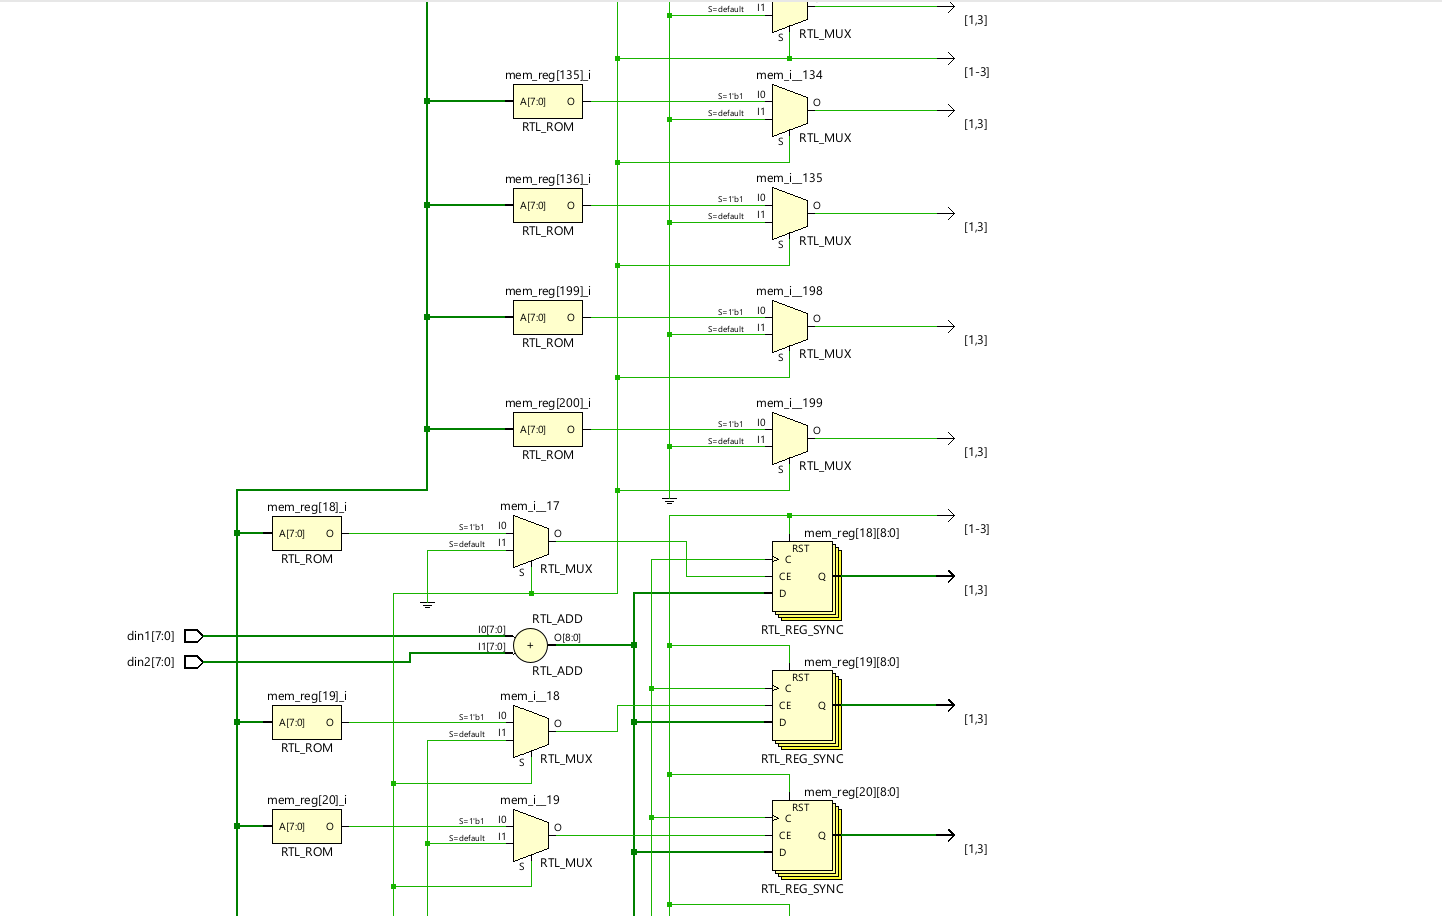 S=default I1
S
RTL_MUX
[1,3]
[1-3]
mem_reg[135]_i
A[7:0] O
RTL_ROM
mem_i__134
S=1'b1 I0
S=default I1
O
S
RTL_MUX
[1,3]
mem_reg[136]_i
A[7:0] O
RTL_ROM
mem_i__135
S=1'b1 I0
S=default I1
O
S
RTL_MUX
[1,3]
mem_reg[199]_i
A[7:0] O
RTL_ROM
mem_i__198
S=1'b1 I0
S=default I1
O
S
RTL_MUX
[1,3]
mem_reg[200]_i
A[7:0] O
RTL_ROM
mem_i__199
S=1'b1 I0
S=default I1
O
S
RTL_MUX
[1,3]
mem_reg[18]_i
A[7:0] O
RTL_ROM
mem_i__17
S=1'b1 I0
S=default I1
O
S
RTL_MUX
[1-3]
mem_reg[18][8:0]
RST
C
CE Q
D
RTL_REG_SYNC
[1,3]
din1[7:0]
din2[7:0]
RTL_ADD
I0[7:0]
I1[7:0]
+
O[8:0]
RTL_ADD
mem_reg[19]_i
A[7:0] O
RTL_ROM
mem_i__18
S=1'b1 I0
S=default I1
O
S
RTL_MUX
mem_reg[19][8:0]
RST
C
CE Q
D
RTL_REG_SYNC
[1,3]
mem_reg[20]_i
A[7:0] O
RTL_ROM
mem_i__19
S=1'b1 I0
S=default I1
O
S
RTL_MUX
mem_reg[20][8:0]
RST
C
CE Q
D
RTL_REG_SYNC
[1,3]